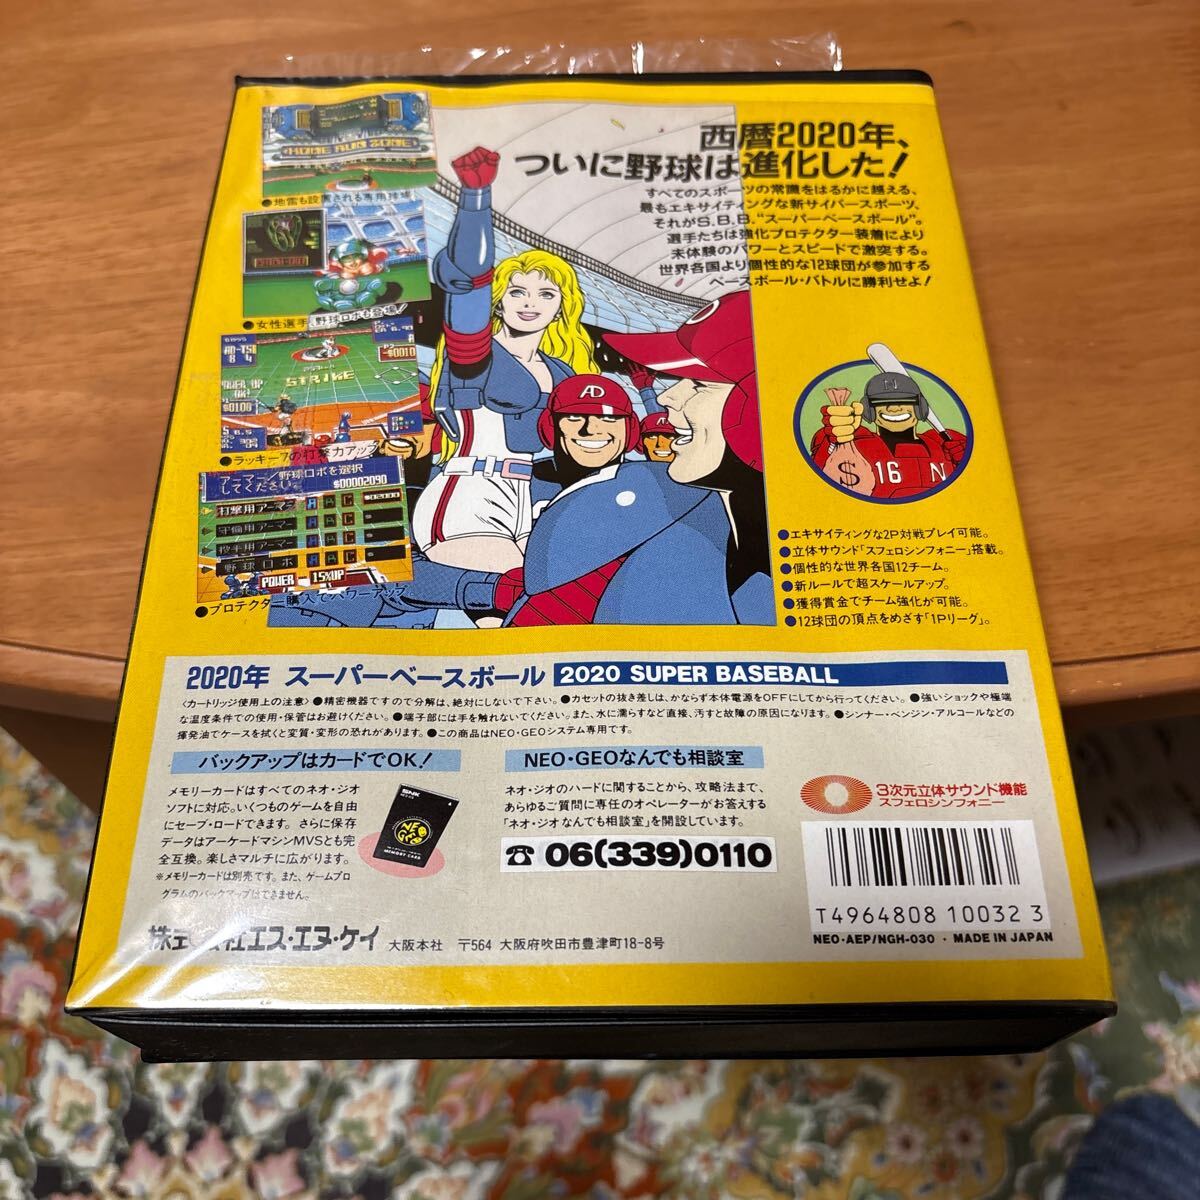 西暦2020年、
ついに野球は進化した!
すべてのスポーツの常識をはるかに越える、
最もエキサイティングな新サイバースポーツ、
それがS.B.B.“スーパーベースボール”。
選手たちは強化プロテクター装着により
未体験のパワーとスピードで激突する。
世界各国より個性的な12球団が参加する
ベースボール・バトルに勝利せよ!
HOME RUN ZONE
●地雷も設置される専用球場!
●女性選手、野球ロボも登場!
STRIKE
POWER UP
OK!
$0100
●ラッキー7の打撃力アップ
アーマー/野球ロボを選択
してください。 $00002090
打撃用アーマー A B C $02000
守備用アーマー A B C
投手用アーマー A B C
野球ロボ A B C
POWER 15%UP
●プロテクター購入でパワーアップ
AD
N
$
16 N
●エキサイティングな2P対戦プレイ可能。
●立体サウンド「スフェロシンフォニー」搭載。
●個性的な世界各国12チーム。
●新ルールで超スケールアップ。
●獲得賞金でチーム強化が可能。
●12球団の頂点をめざす「1Pリーグ」。
2020年 スーパーベースボール 2020 SUPER BASEBALL
〈カートリッジ使用上の注意〉●精密機器ですので分解は、絶対にしないで下さい。●カセットの抜き差しは、かならず本体電源をOFFにしてから行ってください。●強いショックや極端
な温度条件での使用・保管はお避けください。●端子部には手を触れないでください。また、水に濡らすなど直接、汚すと故障の原因になります。●シンナー・ベンジン・アルコールなどの
揮発油でケースを拭くと変質・変形の恐れがあります。●この商品はNEO・GEOシステム専用です。
バックアップはカードでOK!
メモリーカードはすべてのネオ・ジオ
ソフトに対応。いくつものゲームを自由
にセーブ・ロードできます。さらに保存
データはアーケードマシンMVSとも完
全互換。楽しさマルチに広がります。
※メモリーカードは別売です。また、ゲームプロ
グラムのバックアップはできません。
SNK
NEO GEO
MEMORY CARD
NEO・GEOなんでも相談室
ネオ・ジオのハードに関することから、攻略法まで、
あらゆるご質問に専任のオペレーターがお答えする
「ネオ・ジオなんでも相談室」を開設しています。
☎ 06(339)0110
3次元立体サウンド機能
スフェロシンフォニー
T4964808 10032 3
NEO・AEP/NGH-030 ・ MADE IN JAPAN
株式会社エス・エヌ・ケイ 大阪本社 〒564 大阪府吹田市豊津町18-8号